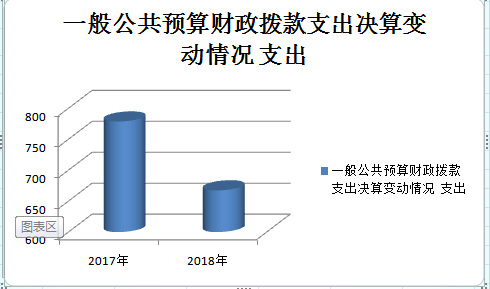 一般公共预算财政拨款支出决算变
动情况 支出
800
750
700
650
600
图表区
2017年
2018年
一般公共预算财政拨款
支出决算变动情况 支出